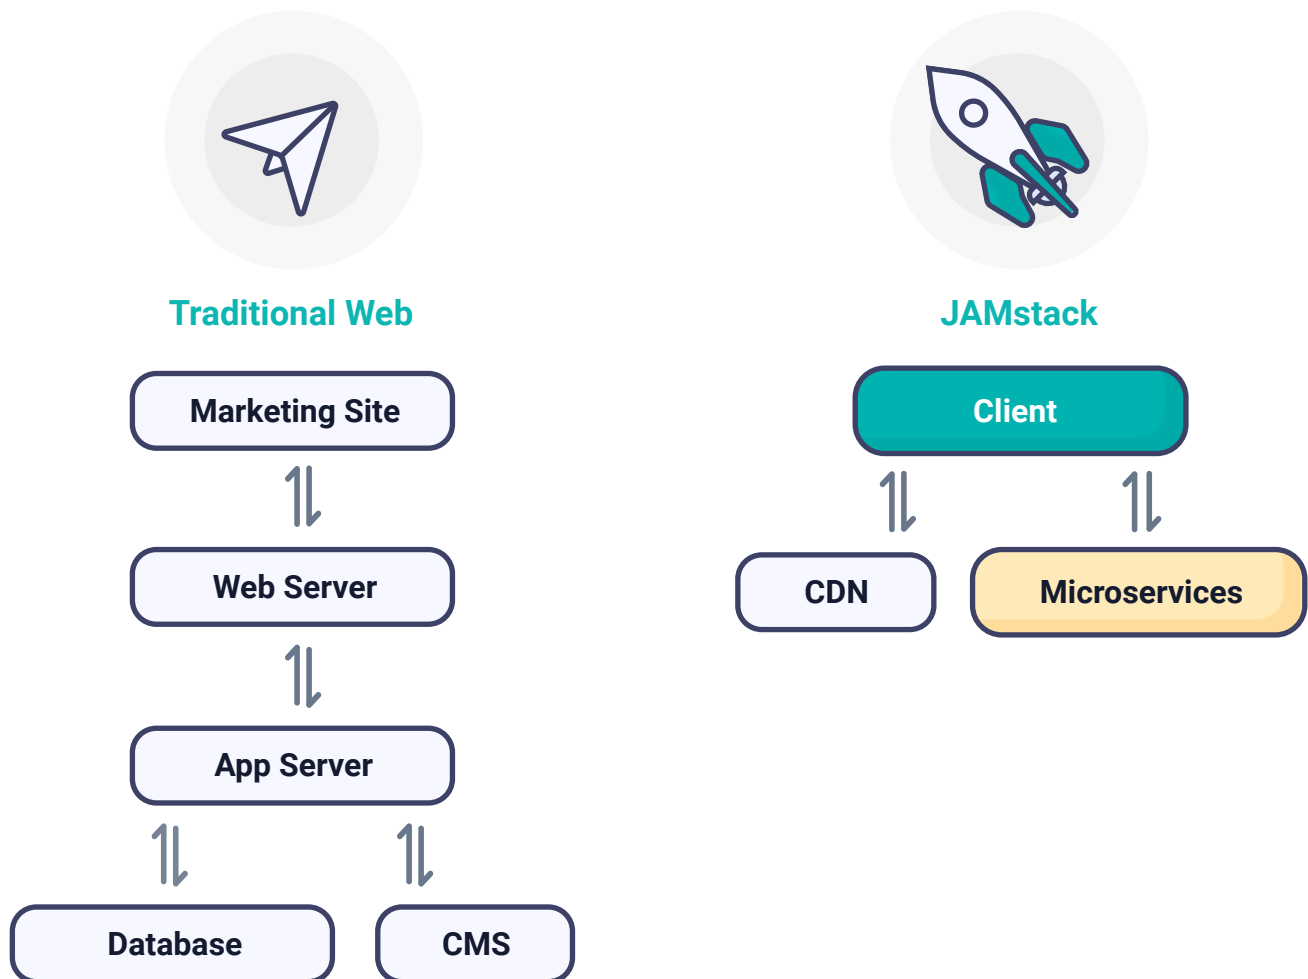 Traditional Web
Marketing Site
Web Server
App Server
Database
CMS
JAMstack
Client
CDN
Microservices